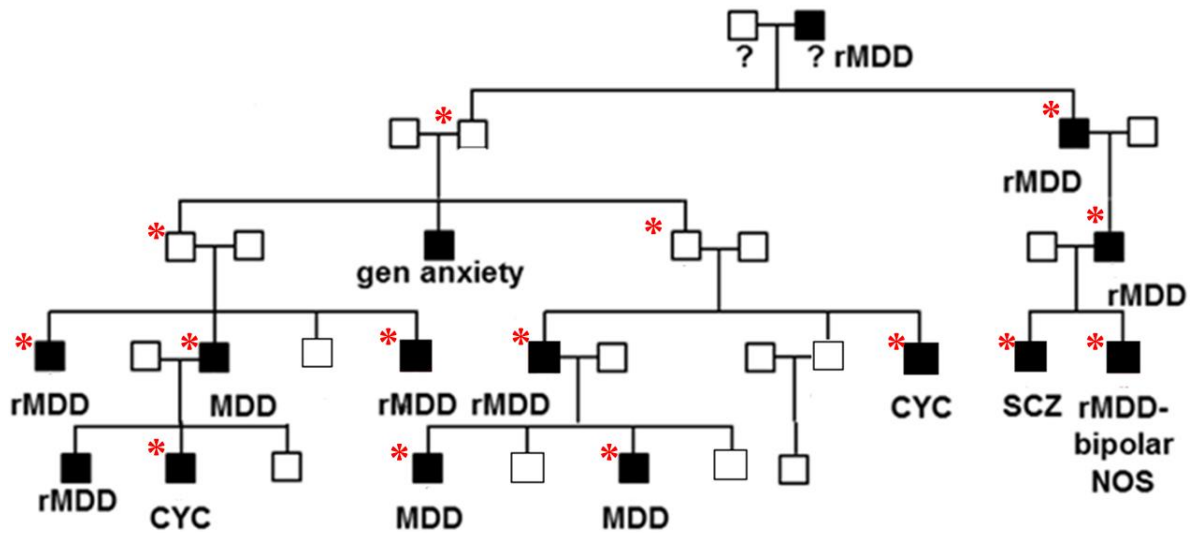 ? ? rMDD
*
*
rMDD
*
*
*
gen anxiety
rMDD
* * * * * * *
rMDD MDD rMDD rMDD CYC SCZ rMDD-
bipolar
NOS
* * *
rMDD
CYC MDD MDD